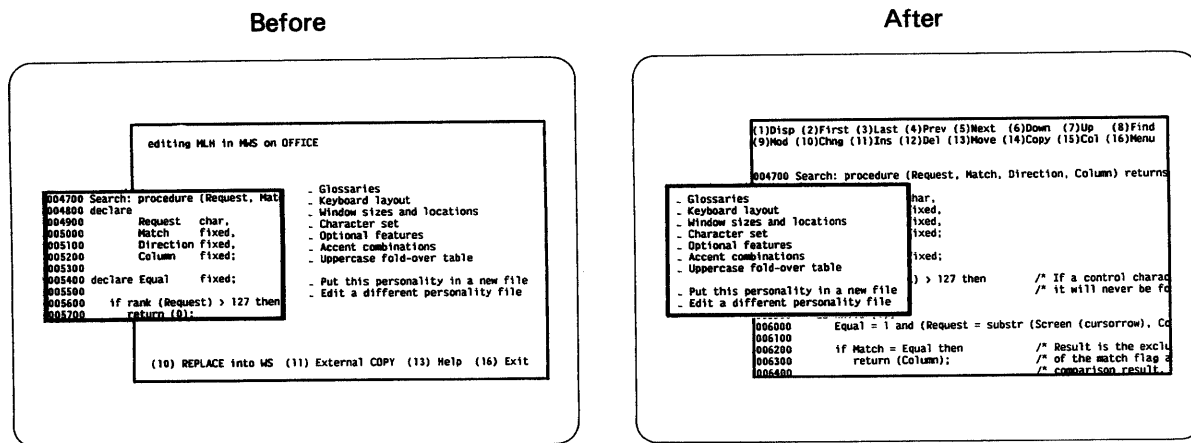 Before
editing MLH in MWS on OFFICE
004700 Search: procedure (Request, Mat
004800 declare
004900 Request char,
005000 Match fixed,
005100 Direction fixed,
005200 Column fixed;
005300
005400 declare Equal fixed;
005500
005600 if rank (Request) > 127 then
005700 return (0);
_ Glossaries
_ Keyboard layout
_ Window sizes and locations
_ Character set
_ Optional features
_ Accent combinations
_ Uppercase fold-over table
_ Put this personality in a new file
_ Edit a different personality file
(10) REPLACE into WS (11) External COPY (13) Help (16) Exit
After
(1)Disp (2)First (3)Last (4)Prev (5)Next (6)Down (7)Up (8)Find
(9)Mod (10)Chng (11)Ins (12)Del (13)Move (14)Copy (15)Col (16)Menu
004700 Search: procedure (Request, Match, Direction, Column) returns
_ Glossaries
_ Keyboard layout
_ Window sizes and locations
_ Character set
_ Optional features
_ Accent combinations
_ Uppercase fold-over table
_ Put this personality in a new file
_ Edit a different personality file
har,
ixed,
ixed,
ixed;
ixed;
) > 127 then /* If a control charac
/* it will never be fo
006000 Equal = 1 and (Request = substr (Screen (cursorrow), Co
006100
006200 if Match = Equal then /* Result is the exclu
006300 return (Column); /* of the match flag a
006400 /* comparison result.